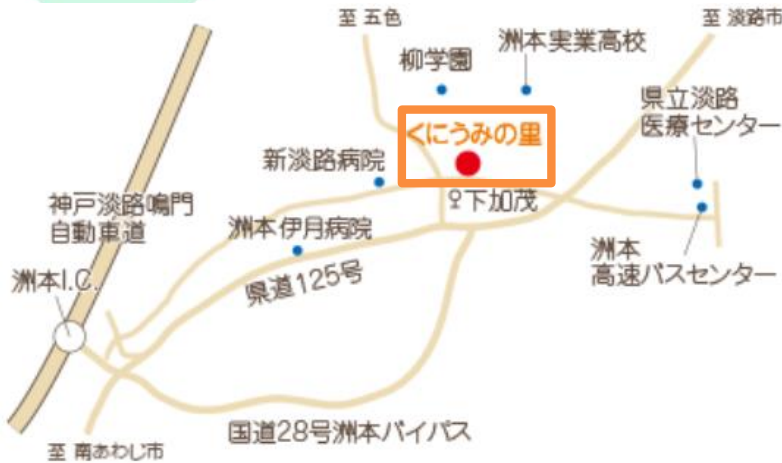 至 五色
至 淡路市
柳学園
洲本実業高校
くにうみの里
県立淡路
医療センター
新淡路病院
下加茂
神戸淡路鳴門
自動車道
洲本伊月病院
洲本
高速バスセンター
洲本I.C.
県道125号
国道28号洲本バイパス
至 南あわじ市